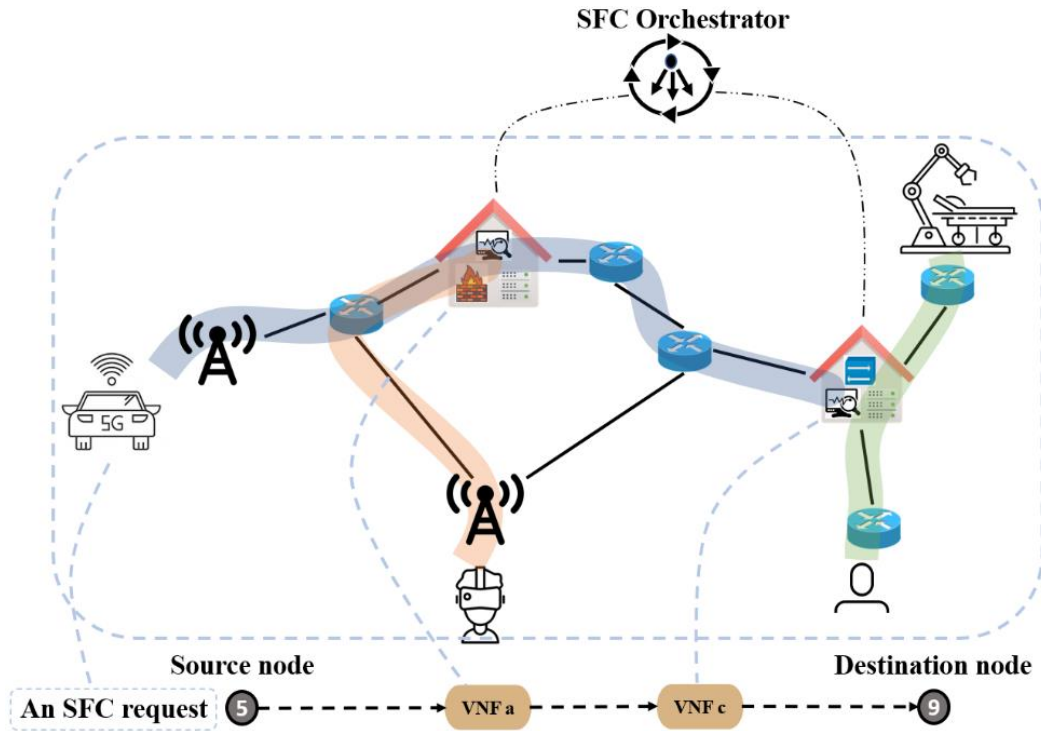 SFC Orchestrator
5G
Source node
Destination node
An SFC request
5
VNF a
VNF c
9